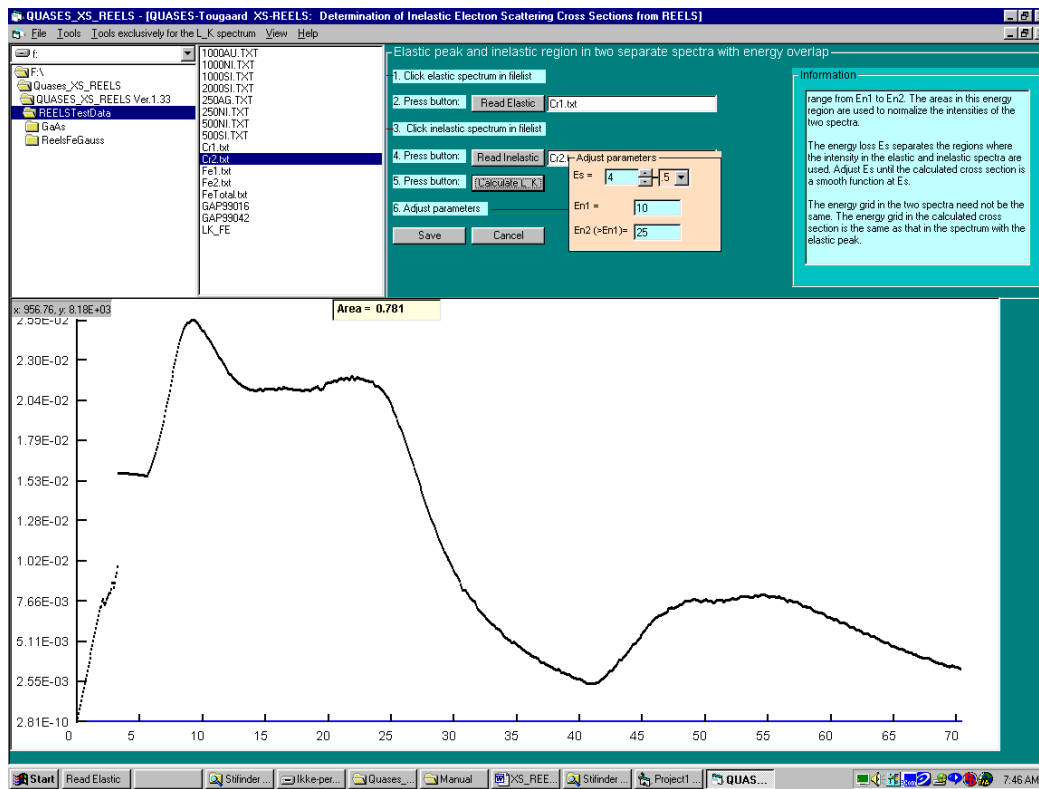 QUASES_XS_REELS - [QUASES-Tougaard XS-REELS: Determination of Inelastic Electron Scattering Cross Sections from REELS]
File Tools Tools exclusively for the L_K spectrum View Help
f:
F:\
Quases_XS_REELS
QUASES_XS_REELS Ver.1.33
REELSTestData
GaAs
ReelsFeGauss
1000AU.TXT
1000NI.TXT
1000SI.TXT
2000SI.TXT
250AG.TXT
250NI.TXT
500NI.TXT
500SI.TXT
Cr1.txt
Cr2.txt
Fe1.txt
Fe2.txt
FeTotal.txt
GAP99016
GAP99042
LK_FE
Elastic peak and inelastic region in two separate spectra with energy overlap
1. Click elastic spectrum in filelist
2. Press button: Read Elastic Cr1.txt
3. Click inelastic spectrum in filelist
4. Press button: Read Inelastic Cr2.
5. Press button: Calculate L_K
6. Adjust parameters
Save Cancel
Adjust parameters
Es = 4 .5
En1 = 10
En2 (>En1)= 25
Information
range from En1 to En2. The areas in this energy
region are used to normalize the intensities of the
two spectra.
The energy loss Es separates the regions where
the intensity in the elastic and inelastic spectra are
used. Adjust Es until the calculated cross section is
a smooth function at Es.
The energy grid in the two spectra need not be the
same. The energy grid in the calculated cross
section is the same as that in the spectrum with the
elastic peak.
x: 956.76, y: 8.18E+03
Area = 0.781
2.55E-02
2.30E-02
2.04E-02
1.79E-02
1.53E-02
1.28E-02
1.02E-02
7.66E-03
5.11E-03
2.55E-03
2.81E-10
0 5 10 15 20 25 30 35 40 45 50 55 60 65 70
Start Read Elastic Stifinder ... Ikke-per... Quases_... Manual XS_REE... Stifinder ... Project1 ... QUAS... 7:46 AM